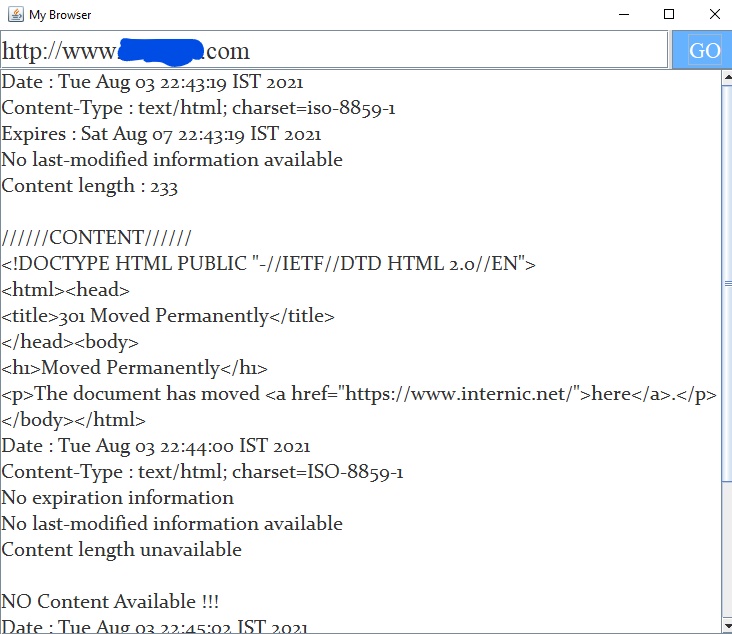 My Browser
http://www. .com
GO
Date : Tue Aug 03 22:43:19 IST 2021
Content-Type : text/html; charset=iso-8859-1
Expires : Sat Aug 07 22:43:19 IST 2021
No last-modified information available
Content length : 233
//////CONTENT//////
<!DOCTYPE HTML PUBLIC "-//IETF//DTD HTML 2.0//EN">
<html><head>
<title>301 Moved Permanently</title>
</head><body>
<h1>Moved Permanently</h1>
<p>The document has moved <a href="https://www.internic.net/">here</a>.</p>
</body></html>
Date : Tue Aug 03 22:44:00 IST 2021
Content-Type : text/html; charset=ISO-8859-1
No expiration information
No last-modified information available
Content length unavailable
NO Content Available !!!
Date : Tue Aug 03 22:45:02 IST 2021